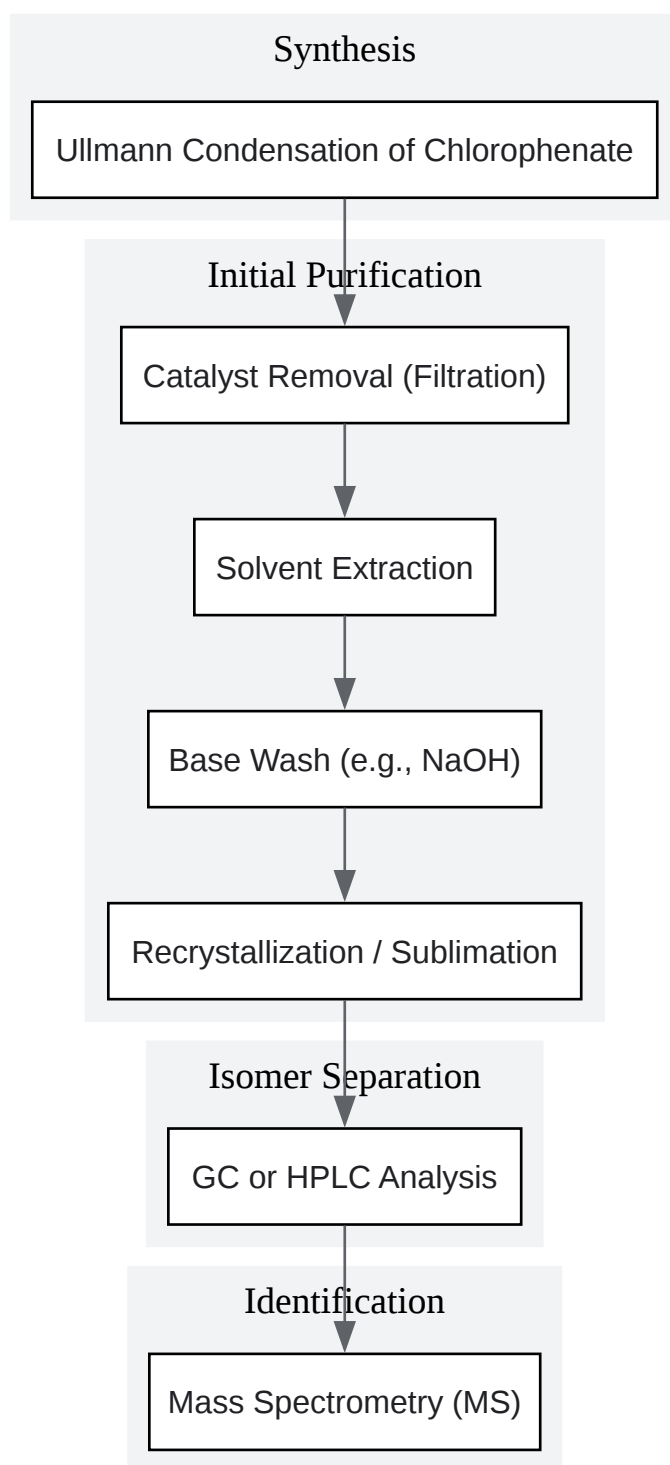 Synthesis
Ullmann Condensation of Chlorophenate
Initial Purification
Catalyst Removal (Filtration)
Solvent Extraction
Base Wash (e.g., NaOH)
Recrystallization / Sublimation
Isomer Separation
GC or HPLC Analysis
Identification
Mass Spectrometry (MS)